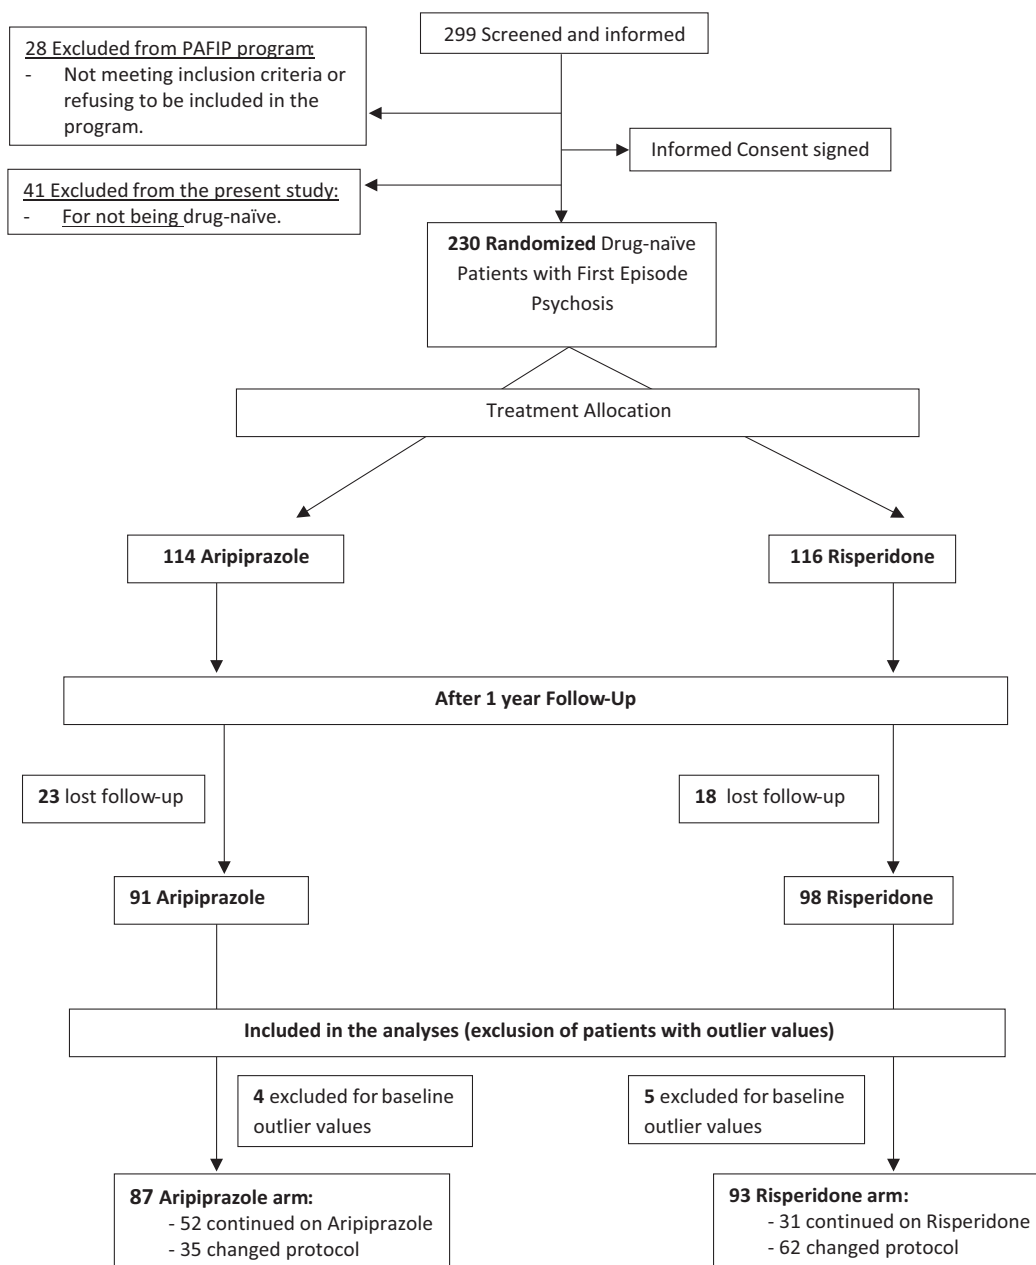 299 Screened and informed
28 Excluded from PAFIP program:
- Not meeting inclusion criteria or
refusing to be included in the
program.
Informed Consent signed
41 Excluded from the present study:
- For not being drug-naïve.
230 Randomized Drug-naïve
Patients with First Episode
Psychosis
Treatment Allocation
114 Aripiprazole
116 Risperidone
After 1 year Follow-Up
23 lost follow-up
18 lost follow-up
91 Aripiprazole
98 Risperidone
Included in the analyses (exclusion of patients with outlier values)
4 excluded for baseline
outlier values
5 excluded for baseline
outlier values
87 Aripiprazole arm:
- 52 continued on Aripiprazole
- 35 changed protocol
93 Risperidone arm:
- 31 continued on Risperidone
- 62 changed protocol